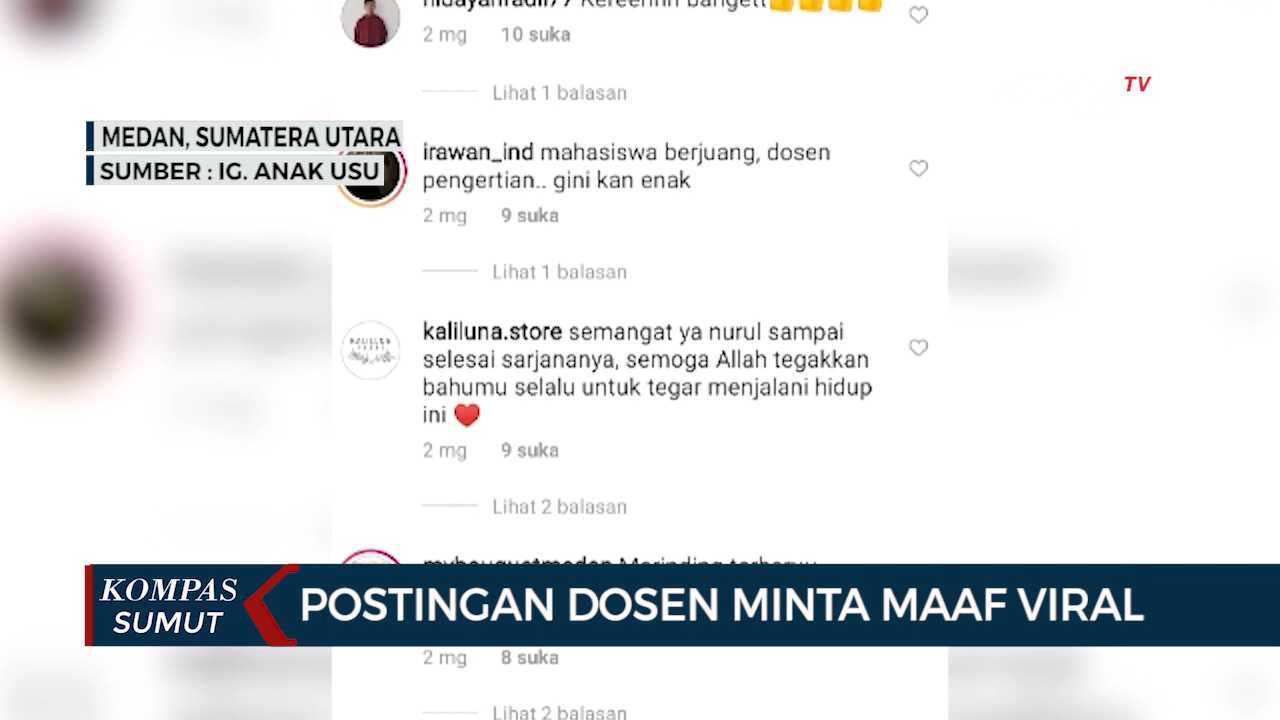 Kereennn bangett
2 mg 10 suka
Lihat 1 balasan
TV
MEDAN, SUMATERA UTARA
SUMBER : IG. ANAK USU
irawan_ind mahasiswa berjuang, dosen
pengertian.. gini kan enak
2 mg 9 suka
Lihat 1 balasan
kaliluna.store semangat ya nurul sampai
selesai sarjananya, semoga Allah tegakkan
bahumu selalu untuk tegar menjalani hidup
ini ❤️
2 mg 9 suka
Lihat 2 balasan
KOMPAS
SUMUT
POSTINGAN DOSEN MINTA MAAF VIRAL
2 mg 8 suka
Lihat 2 balasan